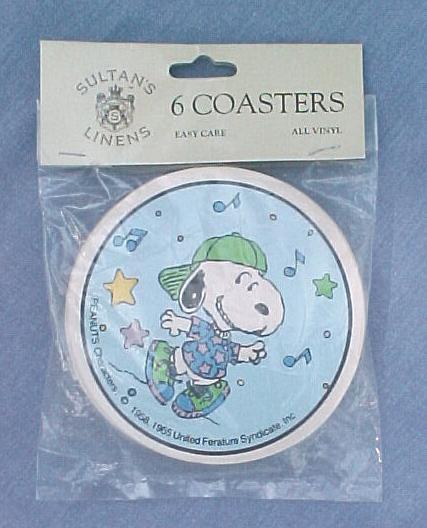 SULTAN'S
S
LINENS
6 COASTERS
EASY CARE ALL VINYL
PEANUTS Characters © 1958, 1965 United Feature Syndicate, Inc.